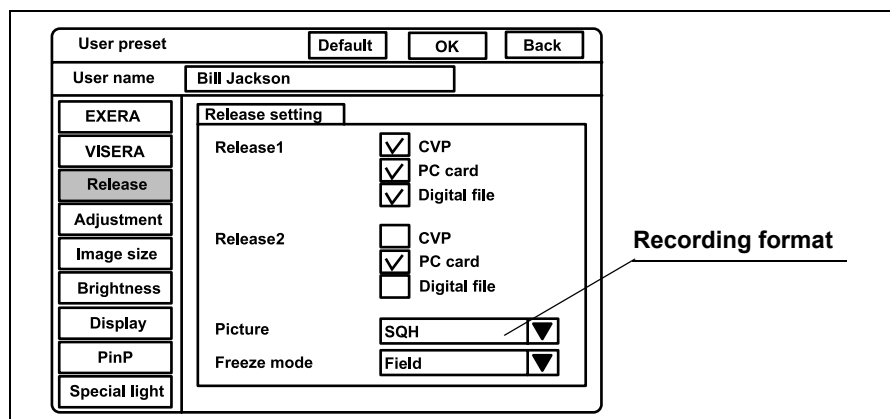 User preset Default OK Back
User name Bill Jackson
EXERA
VISERA
Release
Adjustment
Image size
Brightness
Display
PinP
Special light
Release setting
Release1 CVP
PC card
Digital file
Release2 CVP
PC card
Digital file
Picture SQH
Freeze mode Field
Recording format